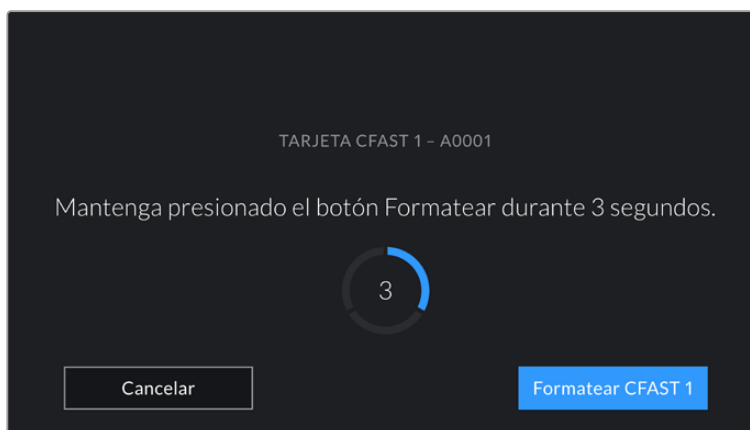 TARJETA CFAST 1 – A0001
Mantenga presionado el botón Formatear durante 3 segundos.
3
Cancelar
Formatear CFAST 1